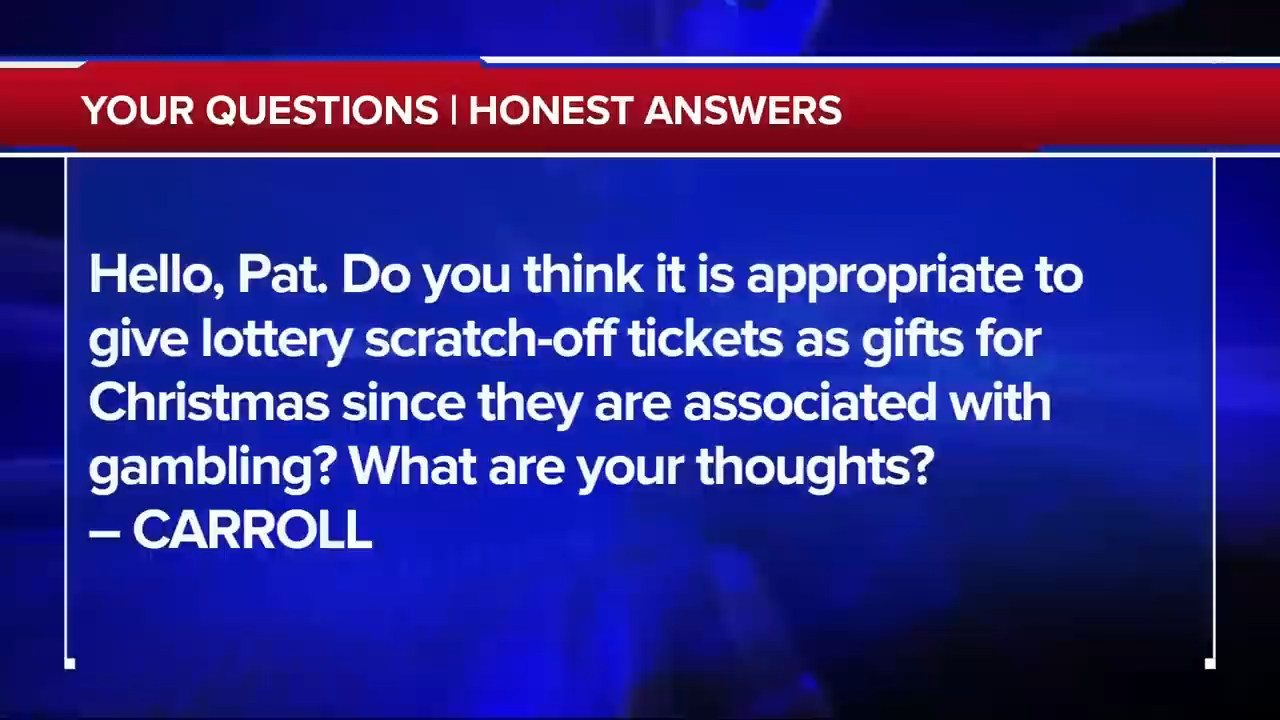 YOUR QUESTIONS | HONEST ANSWERS
Hello, Pat. Do you think it is appropriate to
give lottery scratch-off tickets as gifts for
Christmas since they are associated with
gambling? What are your thoughts?
– CARROLL